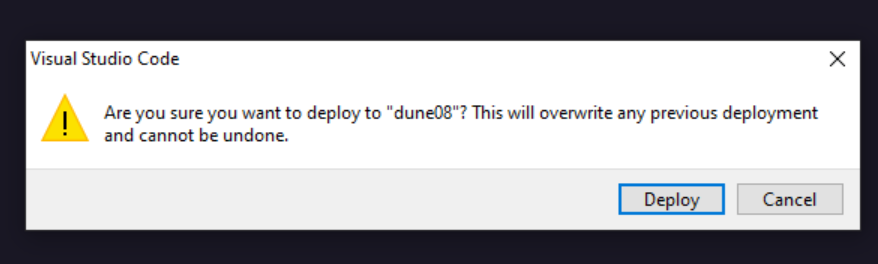 Visual Studio Code
Are you sure you want to deploy to "dune08"? This will overwrite any previous deployment
and cannot be undone.
Deploy
Cancel